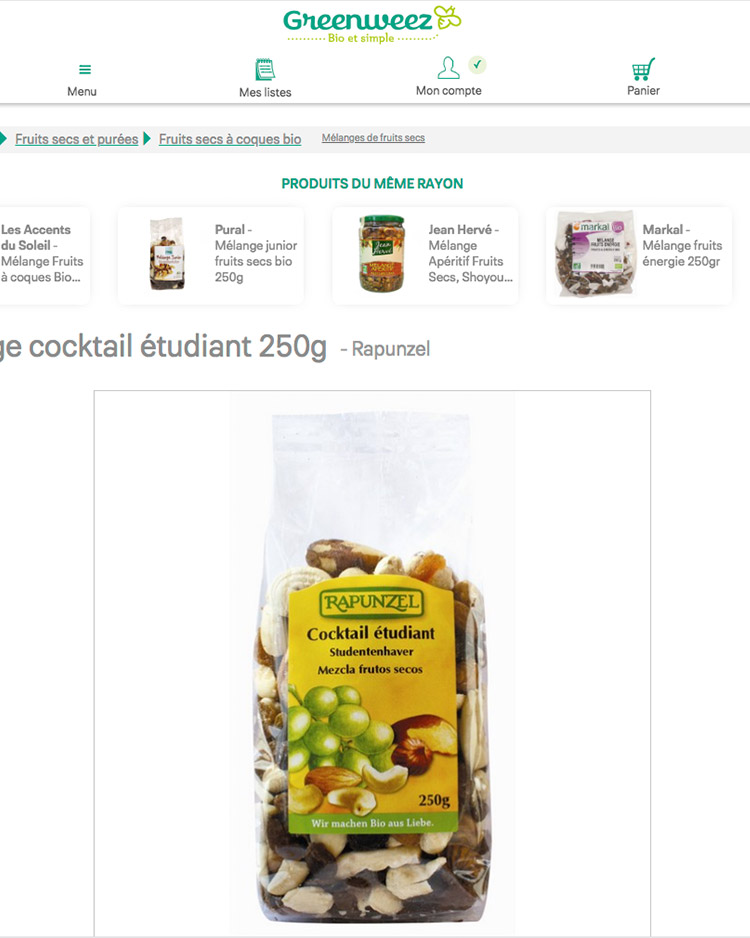 Greenweez
Bio et simple
Menu
Mes listes
Mon compte
Panier
Fruits secs et purées
Fruits secs à coques bio
Mélanges de fruits secs
PRODUITS DU MÊME RAYON
Les Accents
du Soleil -
Mélange Fruits
à coques Bio...
Pural -
Mélange junior
fruits secs bio
250g
Jean Hervé -
Mélange
Apéritif Fruits
Secs, Shoyou...
markal
Markal -
Mélange fruits
énergie 250gr
ge cocktail étudiant 250g - Rapunzel
RAPUNZEL
Cocktail étudiant
Studentenhaver
Mezcla frutos secos
250g
Wir machen Bio aus Liebe.